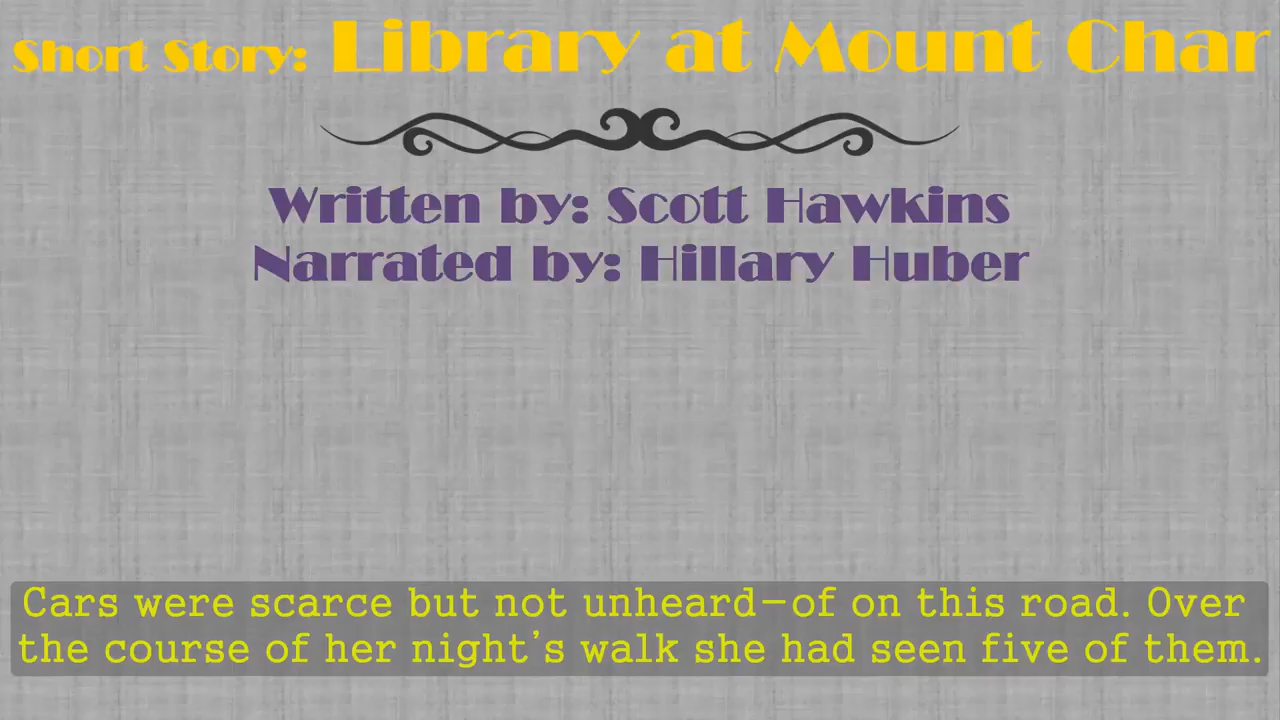 Short Story: Library at Mount Char
Written by: Scott Hawkins
Narrated by: Hillary Huber
Cars were scarce but not unheard-of on this road. Over
the course of her night's walk she had seen five of them.